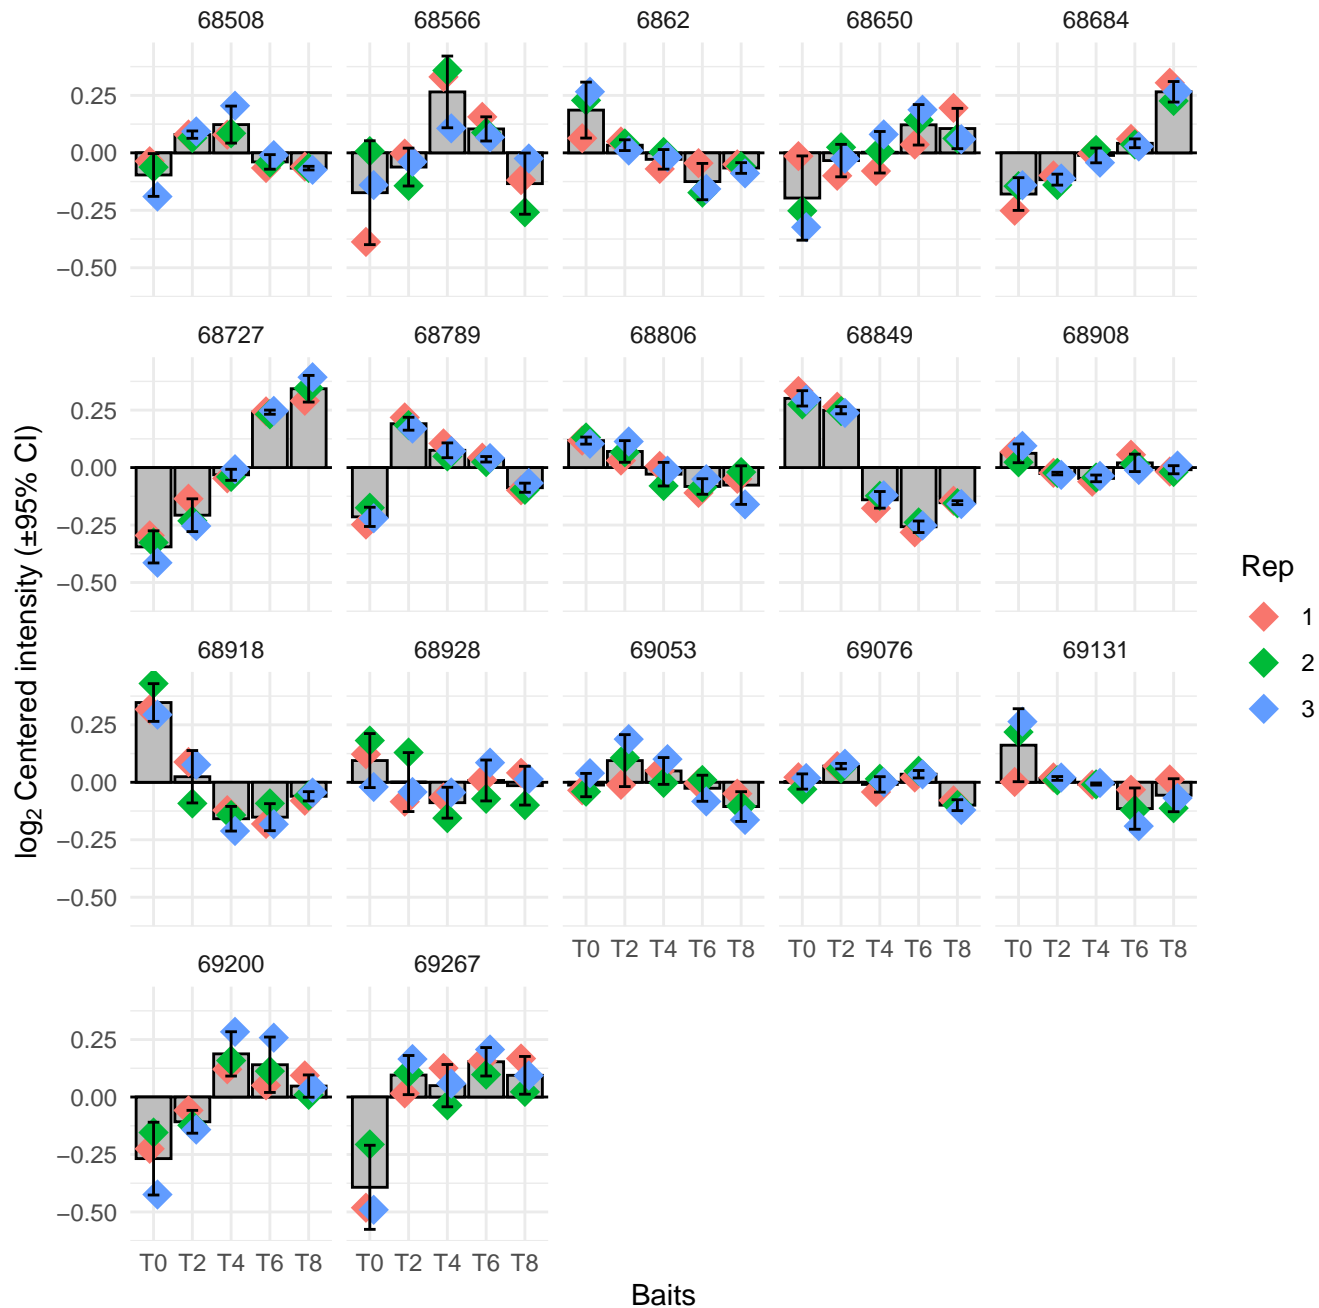 68508 68566 6862 68650 68684
0.25
0.00
−0.25
−0.50
68727 68789 68806 68849 68908
0.25
0.00
−0.25
−0.50
68918 68928 69053 69076 69131
0.25
0.00
−0.25
−0.50
T0 T2 T4 T6 T8 T0 T2 T4 T6 T8 T0 T2 T4 T6 T8
69200 69267
0.25
0.00
−0.25
−0.50
T0 T2 T4 T6 T8 T0 T2 T4 T6 T8
Baits
log2 Centered intensity (±95% CI)
Rep
1
2
3